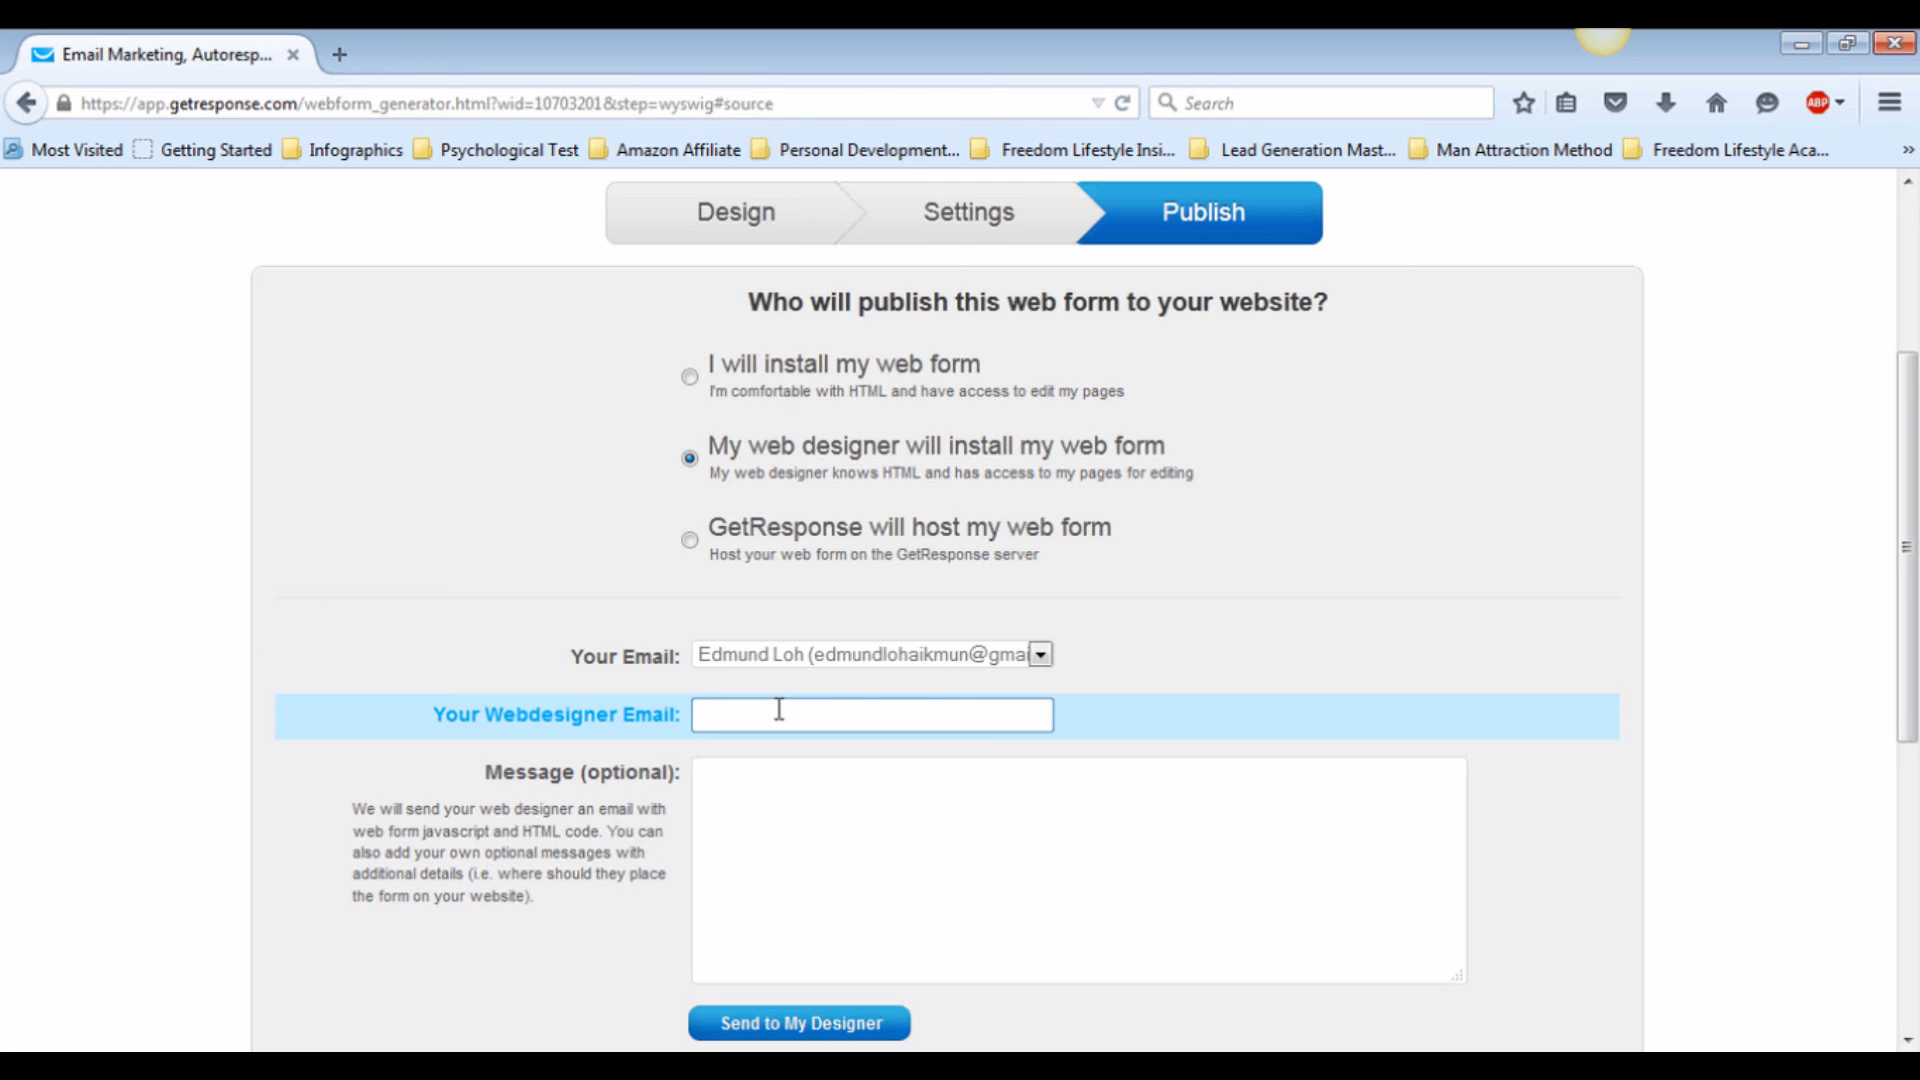 Email Marketing, Autoresp...
https://app.getresponse.com/webform_generator.html?wid=10703201&step=wyswig#source
Search
ABP
Most Visited
Getting Started
Infographics
Psychological Test
Amazon Affiliate
Personal Development...
Freedom Lifestyle Insi...
Lead Generation Mast...
Man Attraction Method
Freedom Lifestyle Aca...
Design
Settings
Publish
Who will publish this web form to your website?
I will install my web form
I'm comfortable with HTML and have access to edit my pages
My web designer will install my web form
My web designer knows HTML and has access to my pages for editing
GetResponse will host my web form
Host your web form on the GetResponse server
Your Email:
Edmund Loh (edmundlohaikmun@gmai
Your Webdesigner Email:
Message (optional):
We will send your web designer an email with
web form javascript and HTML code. You can
also add your own optional messages with
additional details (i.e. where should they place
the form on your website).
Send to My Designer